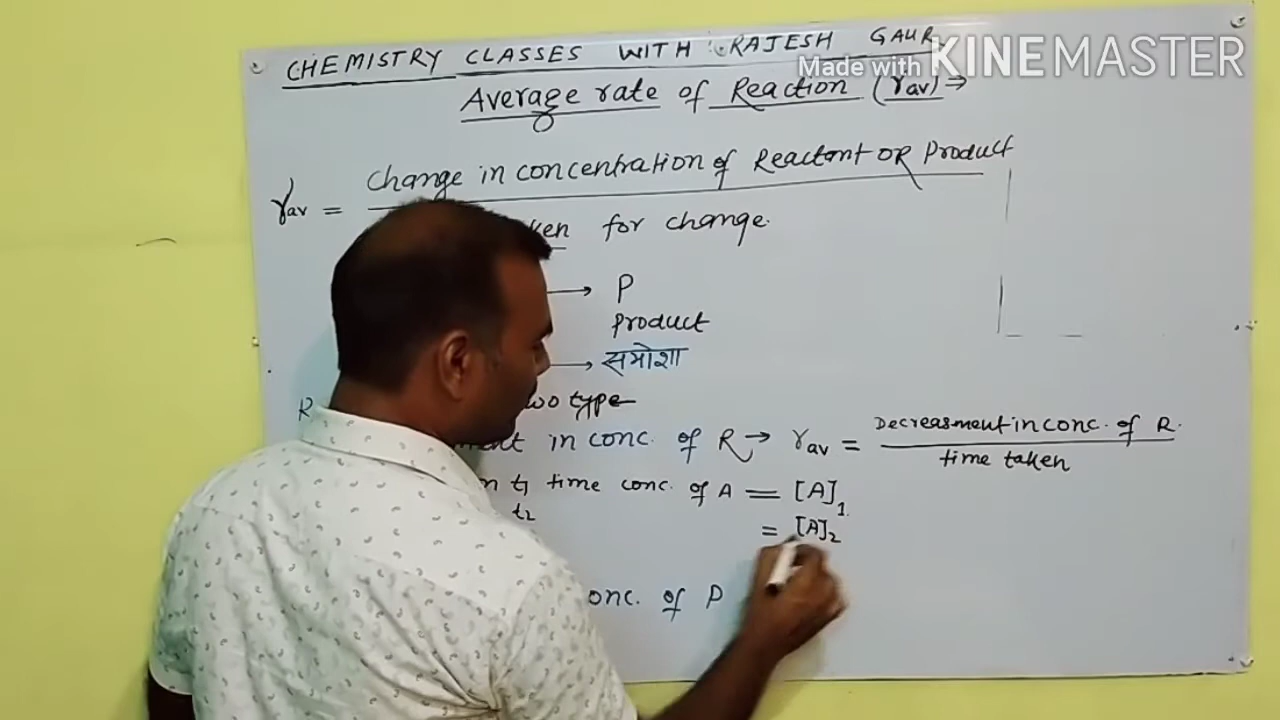 CHEMISTRY CLASSES WITH RAJESH GAUR
Made with KINEMASTER
Average rate of Reaction (rav) →
rav = Change in concentration of Reactant OR Product
for change.
→ P
Product
→ समोशा
R two type
in conc. of R → rav = Decreasment in conc. of R.
time taken
t1 time conc. of A = [A]1.
t2 = [A]2
conc. of P